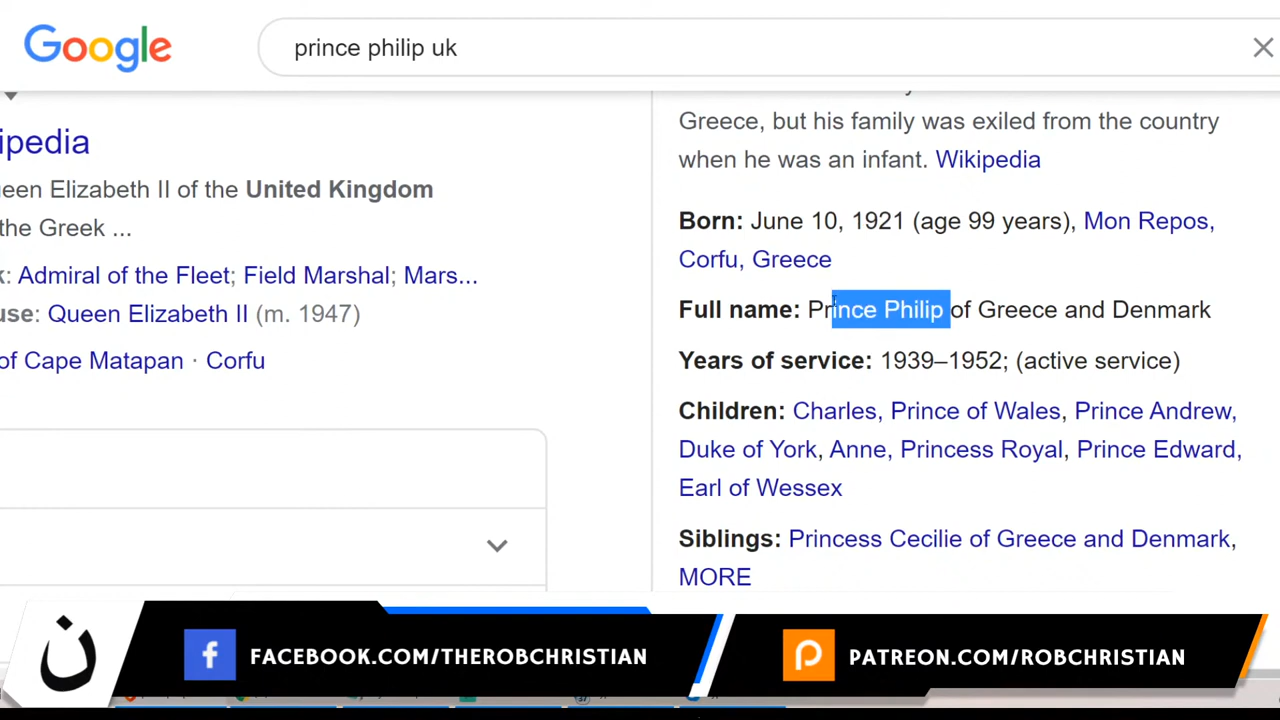 Google
prince philip uk
ipedia
een Elizabeth II of the United Kingdom
the Greek ...
k: Admiral of the Fleet; Field Marshal; Mars...
use: Queen Elizabeth II (m. 1947)
of Cape Matapan · Corfu
Greece, but his family was exiled from the country
when he was an infant. Wikipedia
Born: June 10, 1921 (age 99 years), Mon Repos,
Corfu, Greece
Full name: Prince Philip of Greece and Denmark
Years of service: 1939–1952; (active service)
Children: Charles, Prince of Wales, Prince Andrew,
Duke of York, Anne, Princess Royal, Prince Edward,
Earl of Wessex
Siblings: Princess Cecilie of Greece and Denmark,
MORE
ن
f
FACEBOOK.COM/THEROBCHRISTIAN
PATREON.COM/ROBCHRISTIAN